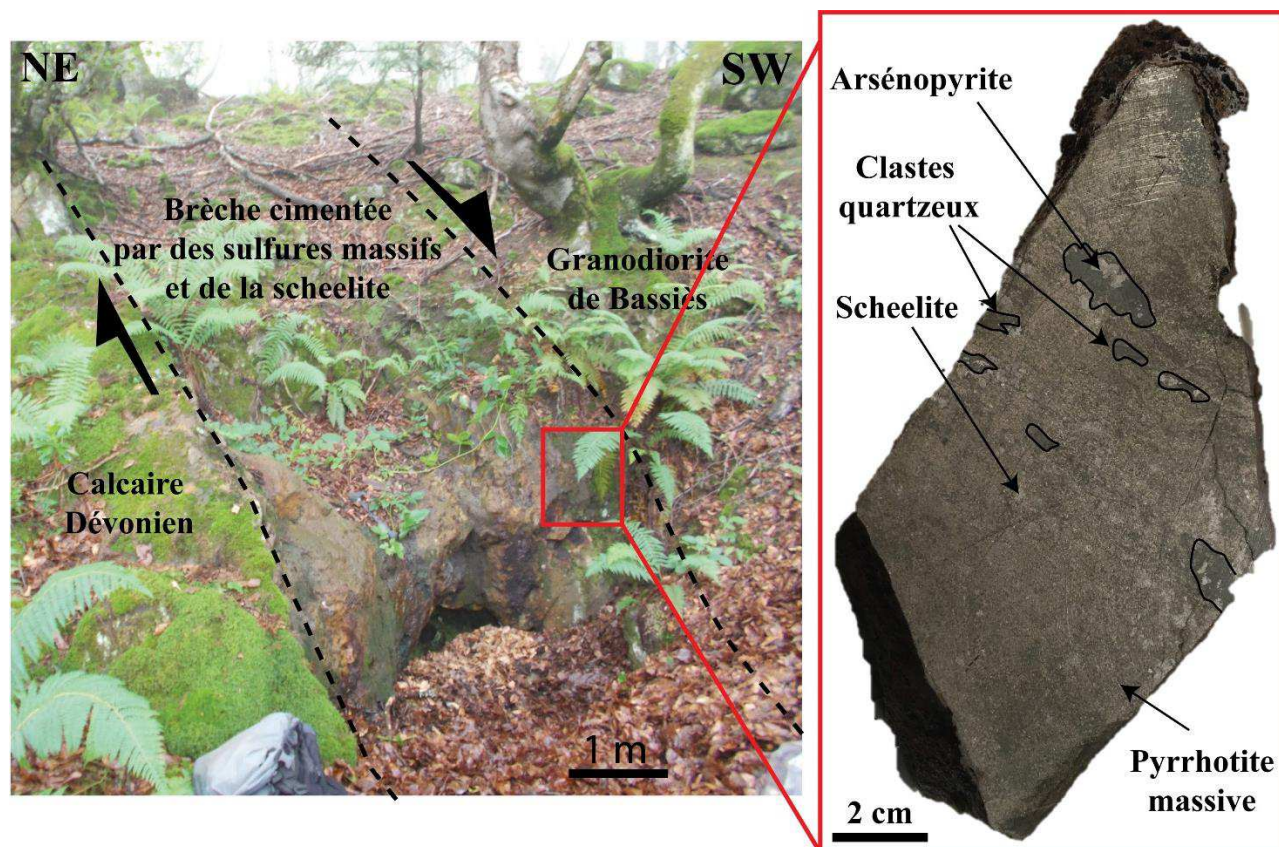 NE
SW
Brèche cimentée
par des sulfures massifs
et de la scheelite
Granodiorite
de Bassiès
Calcaire
Dévonien
1 m
Arsénopyrite
Clastes
quartzeux
Scheelite
Pyrrhotite
massive
2 cm